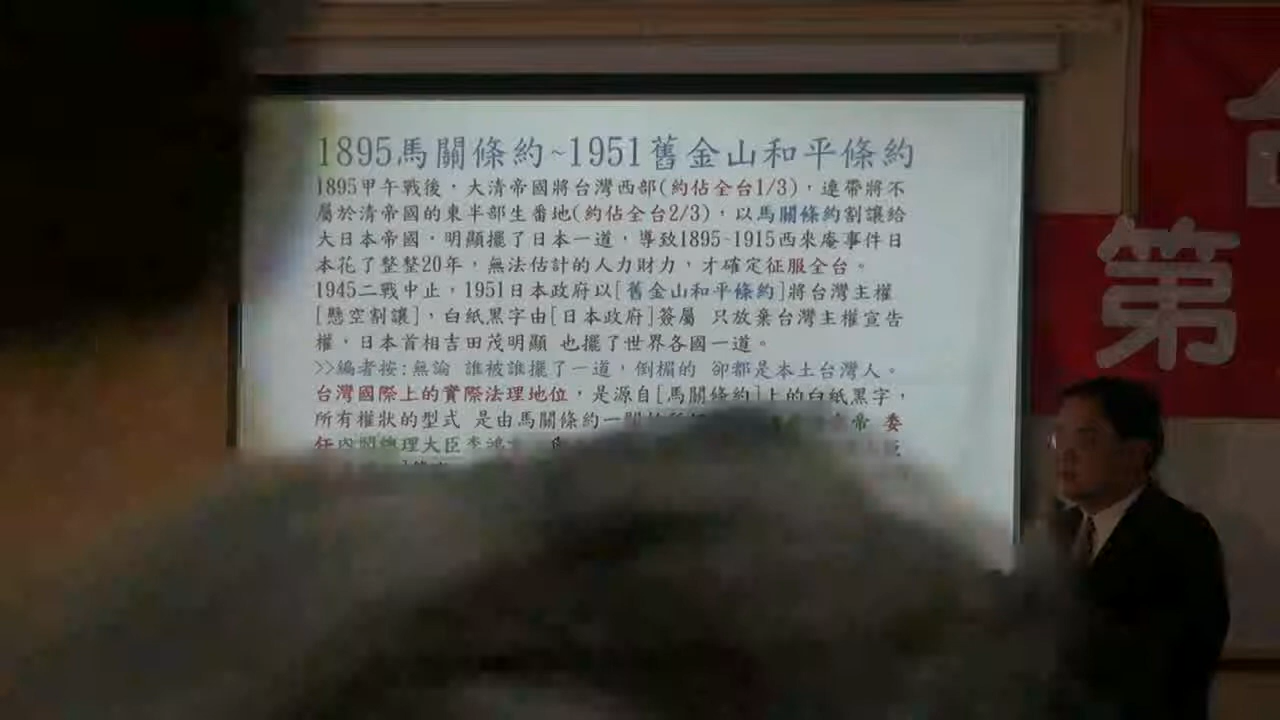 1895馬關條約~1951舊金山和平條約
1895甲午戰後，大清帝國將台灣西部(約佔全台1/3)，連帶將不
屬於清帝國的東半部生番地(約佔全台2/3)，以馬關條約割讓給
大日本帝國．明顯擺了日本一道，導致1895~1915西來庵事件日
本花了整整20年，無法估計的人力財力，才確定征服全台。
1945二戰中止，1951日本政府以[舊金山和平條約]將台灣主權
[懸空割讓]，白紙黑字由[日本政府]簽屬 只放棄台灣主權宣告
權，日本首相吉田茂明顯 也擺了世界各國一道。
>>編者按:無論 誰被誰擺了一道，倒楣的 卻都是本土台灣人。
台灣國際上的實際法理地位，是源自[馬關條約]上的白紙黑字，
所有權狀的型式 是由馬關條約一開 帝 委
任內閣總理大臣李鴻
第